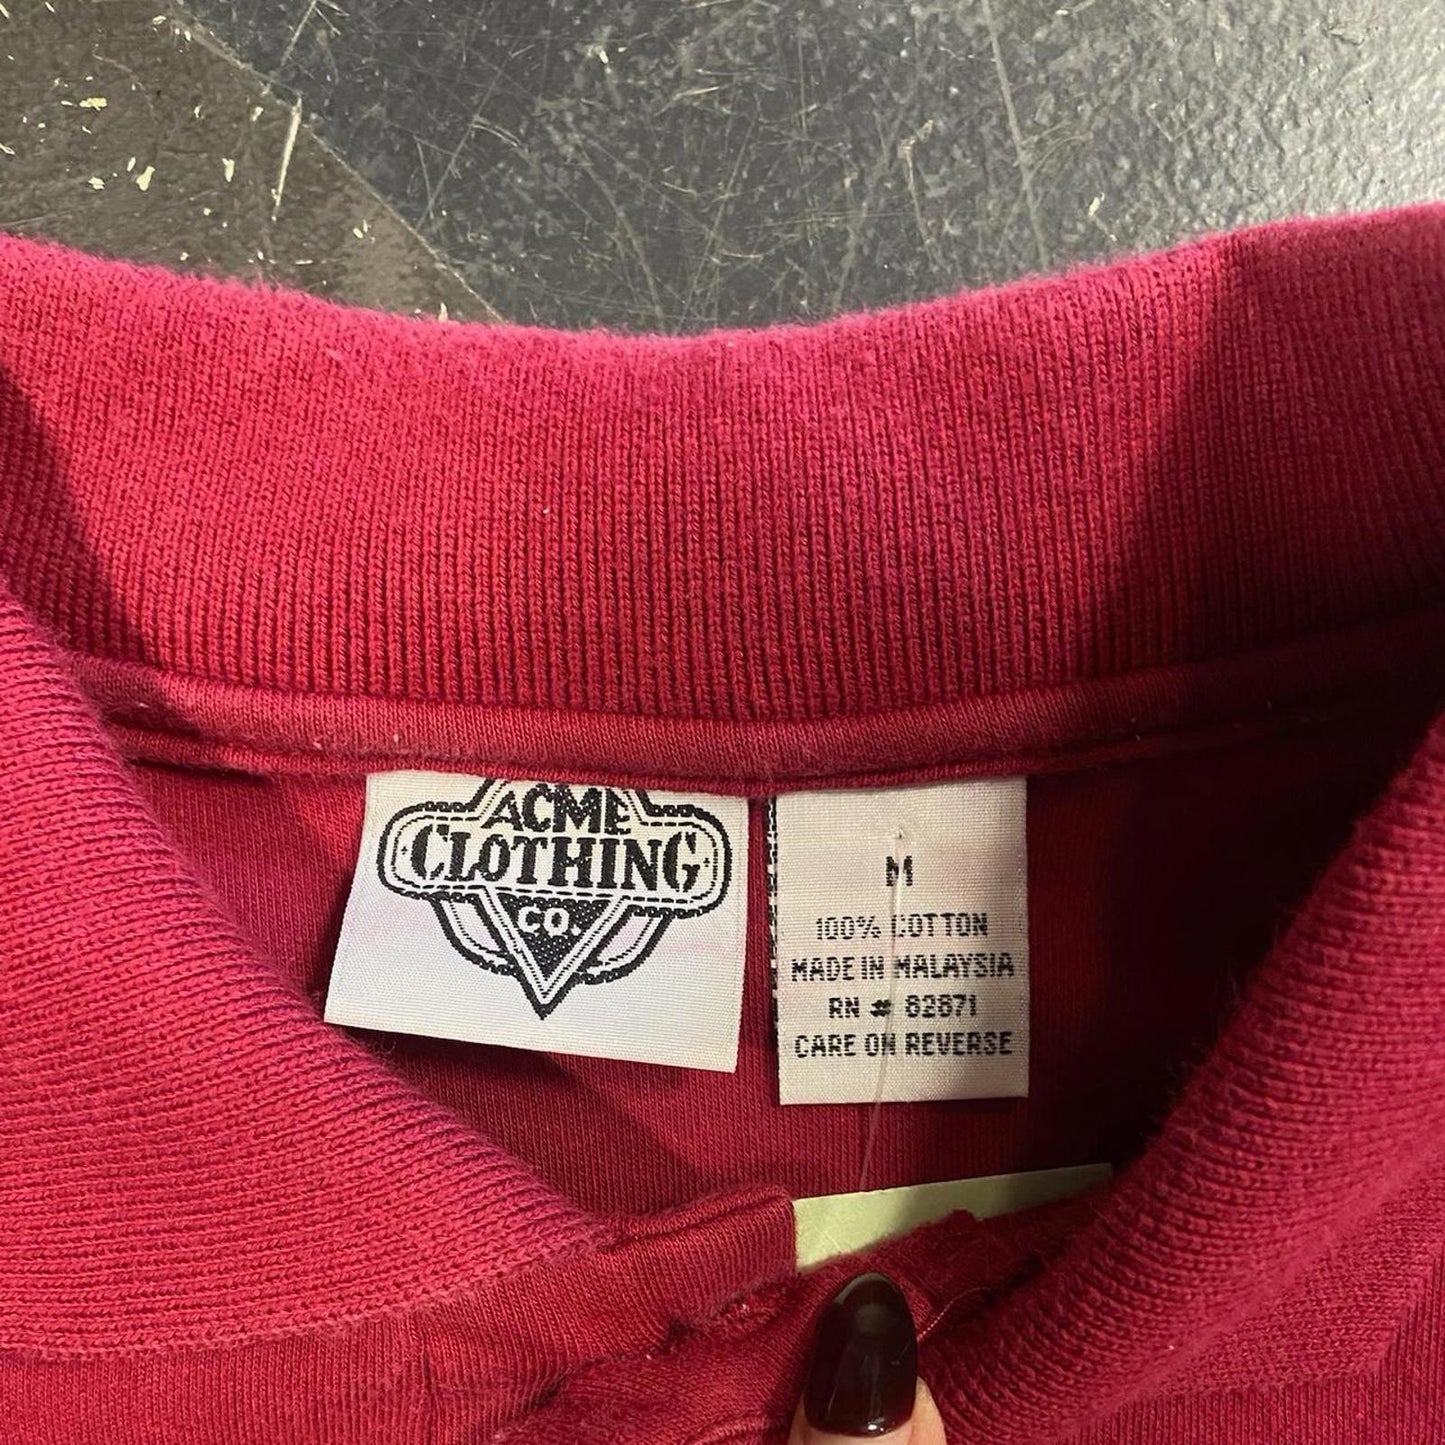 ACME
CLOTHING
CO.
M
100% COTTON
MADE IN MALAYSIA
RN # 82871
CARE ON REVERSE